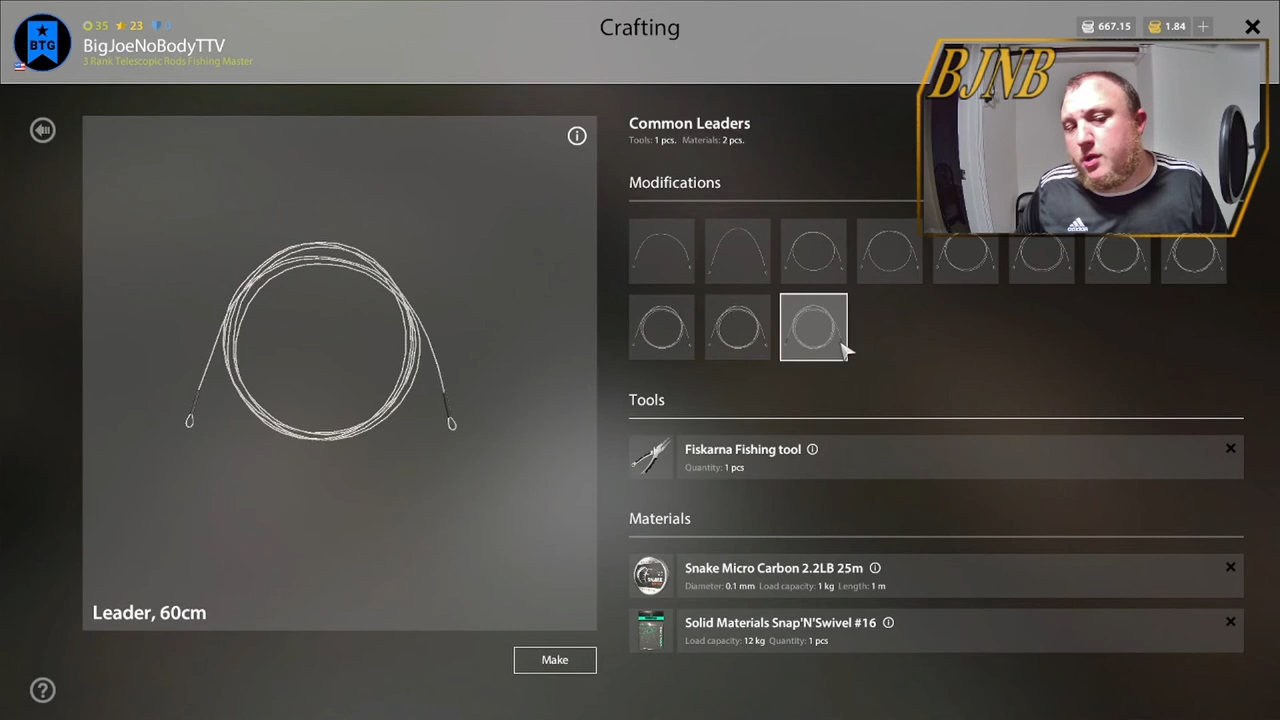 BTG
35 23 0
BigJoeNoBodyTTV
3 Rank Telescopic Rods Fishing Master
Crafting
667.15 1.84 +
BJNB
adidas
Common Leaders
Tools: 1 pcs. Materials: 2 pcs.
Modifications
Tools
Fiskarna Fishing tool
Quantity: 1 pcs
Materials
Snake Micro Carbon 2.2LB 25m
Diameter: 0.1 mm Load capacity: 1 kg Length: 1 m
Solid Materials Snap'N'Swivel #16
Load capacity: 12 kg Quantity: 1 pcs
Leader, 60cm
Make
?